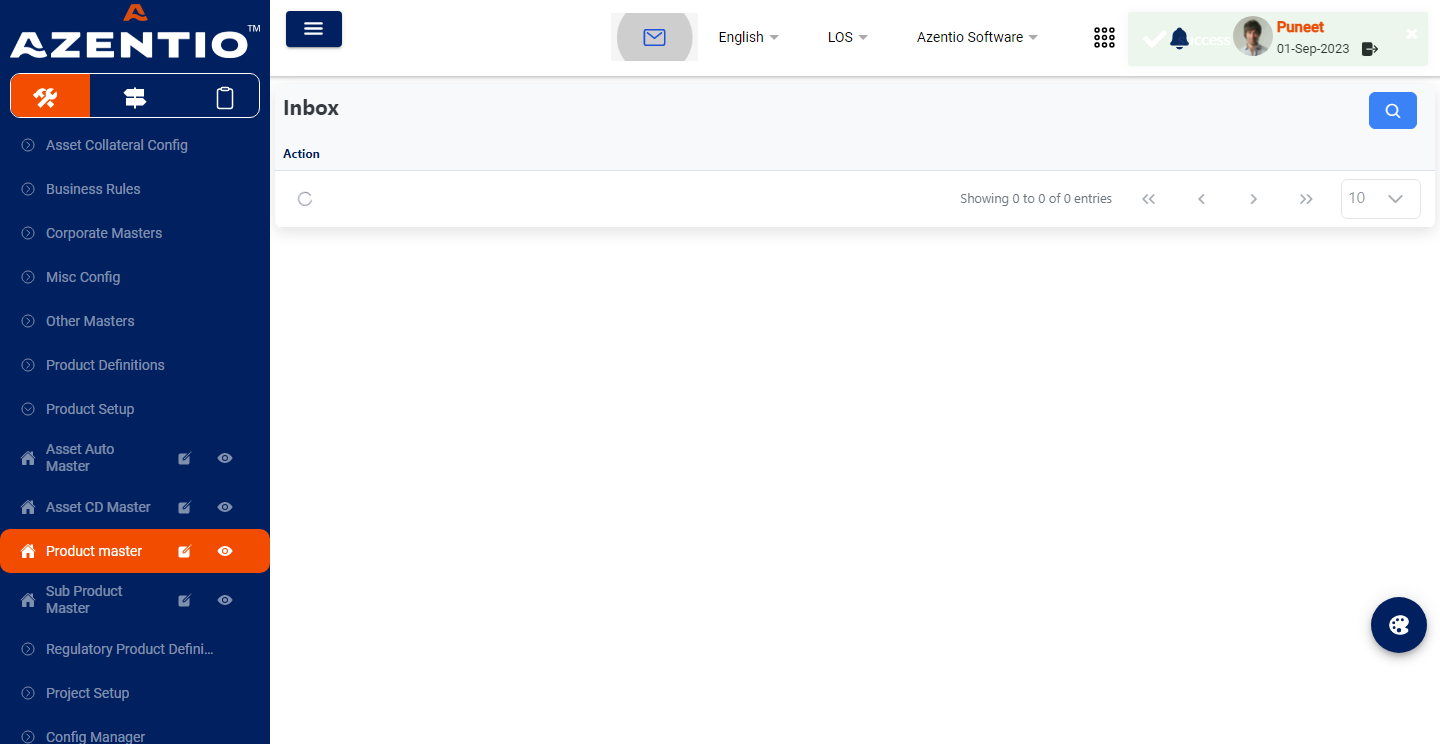 AZENTIO™
English
LOS
Azentio Software
success
Puneet
01-Sep-2023
Inbox
Action
Showing 0 to 0 of 0 entries
10
Asset Collateral Config
Business Rules
Corporate Masters
Misc Config
Other Masters
Product Definitions
Product Setup
Asset Auto
Master
Asset CD Master
Product master
Sub Product
Master
Regulatory Product Defini...
Project Setup
Config Manager